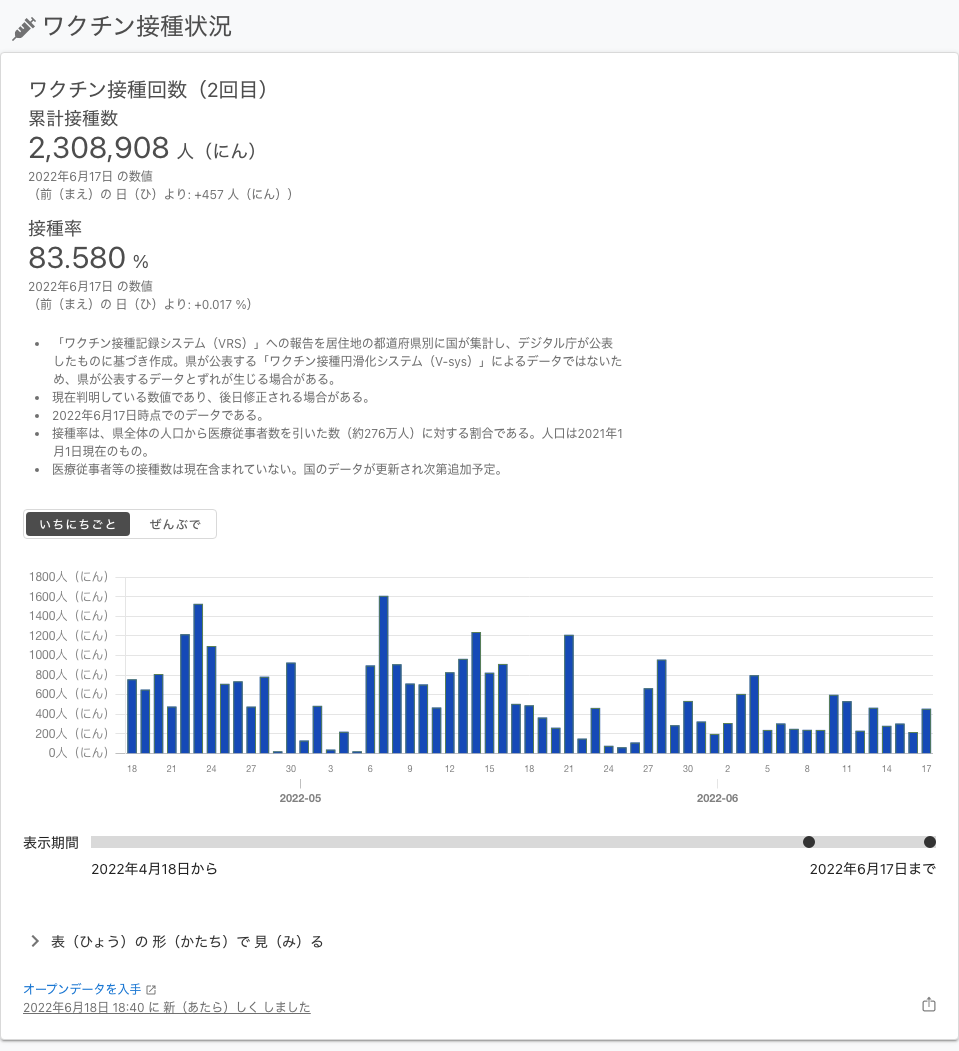 ワクチン接種状況
ワクチン接種回数（2回目）
累計接種数
2,308,908 人（にん）
2022年6月17日 の数値
（前（まえ）の 日（ひ）より: +457 人（にん））
接種率
83.580 %
2022年6月17日 の数値
（前（まえ）の 日（ひ）より: +0.017 %）
• 「ワクチン接種記録システム（VRS）」への報告を居住地の都道府県別に国が集計し、デジタル庁が公表
したものに基づき作成。県が公表する「ワクチン接種円滑化システム（V-sys）」によるデータではないた
め、県が公表するデータとずれが生じる場合がある。
• 現在判明している数値であり、後日修正される場合がある。
• 2022年6月17日時点でのデータである。
• 接種率は、県全体の人口から医療従事者数を引いた数（約276万人）に対する割合である。人口は2021年1
月1日現在のもの。
• 医療従事者等の接種数は現在含まれていない。国のデータが更新され次第追加予定。
いちにちごと ぜんぶで
1800人（にん）
1600人（にん）
1400人（にん）
1200人（にん）
1000人（にん）
800人（にん）
600人（にん）
400人（にん）
200人（にん）
0人（にん）
18 21 24 27 30 3 6 9 12 15 18 21 24 27 30 2 5 8 11 14 17
2022-05 2022-06
表示期間
2022年4月18日から 2022年6月17日まで
表（ひょう）の 形（かたち）で 見（み）る
オープンデータを入手
2022年6月18日 18:40 に 新（あたら）しく しました